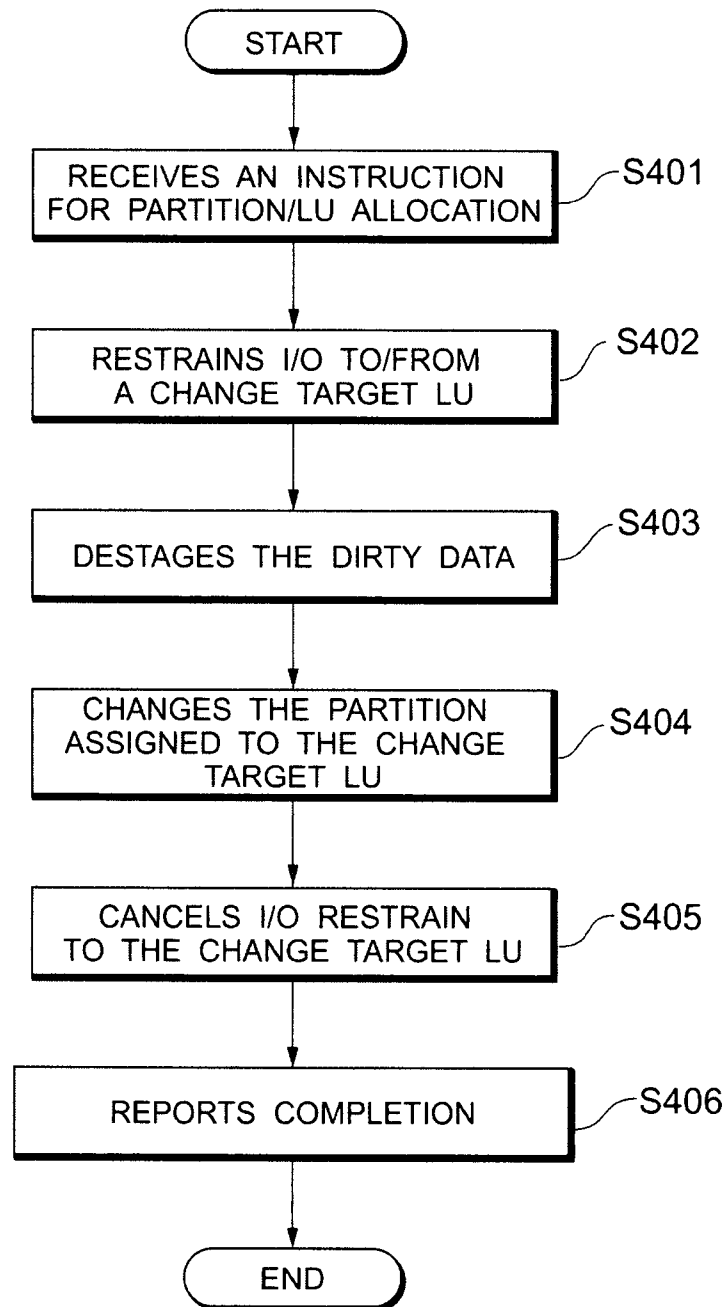 START
RECEIVES AN INSTRUCTION
FOR PARTITION/LU ALLOCATION
S401
RESTRAINS I/O TO/FROM
A CHANGE TARGET LU
S402
DESTAGES THE DIRTY DATA
S403
CHANGES THE PARTITION
ASSIGNED TO THE CHANGE
TARGET LU
S404
CANCELS I/O RESTRAIN
TO THE CHANGE TARGET LU
S405
REPORTS COMPLETION
S406
END